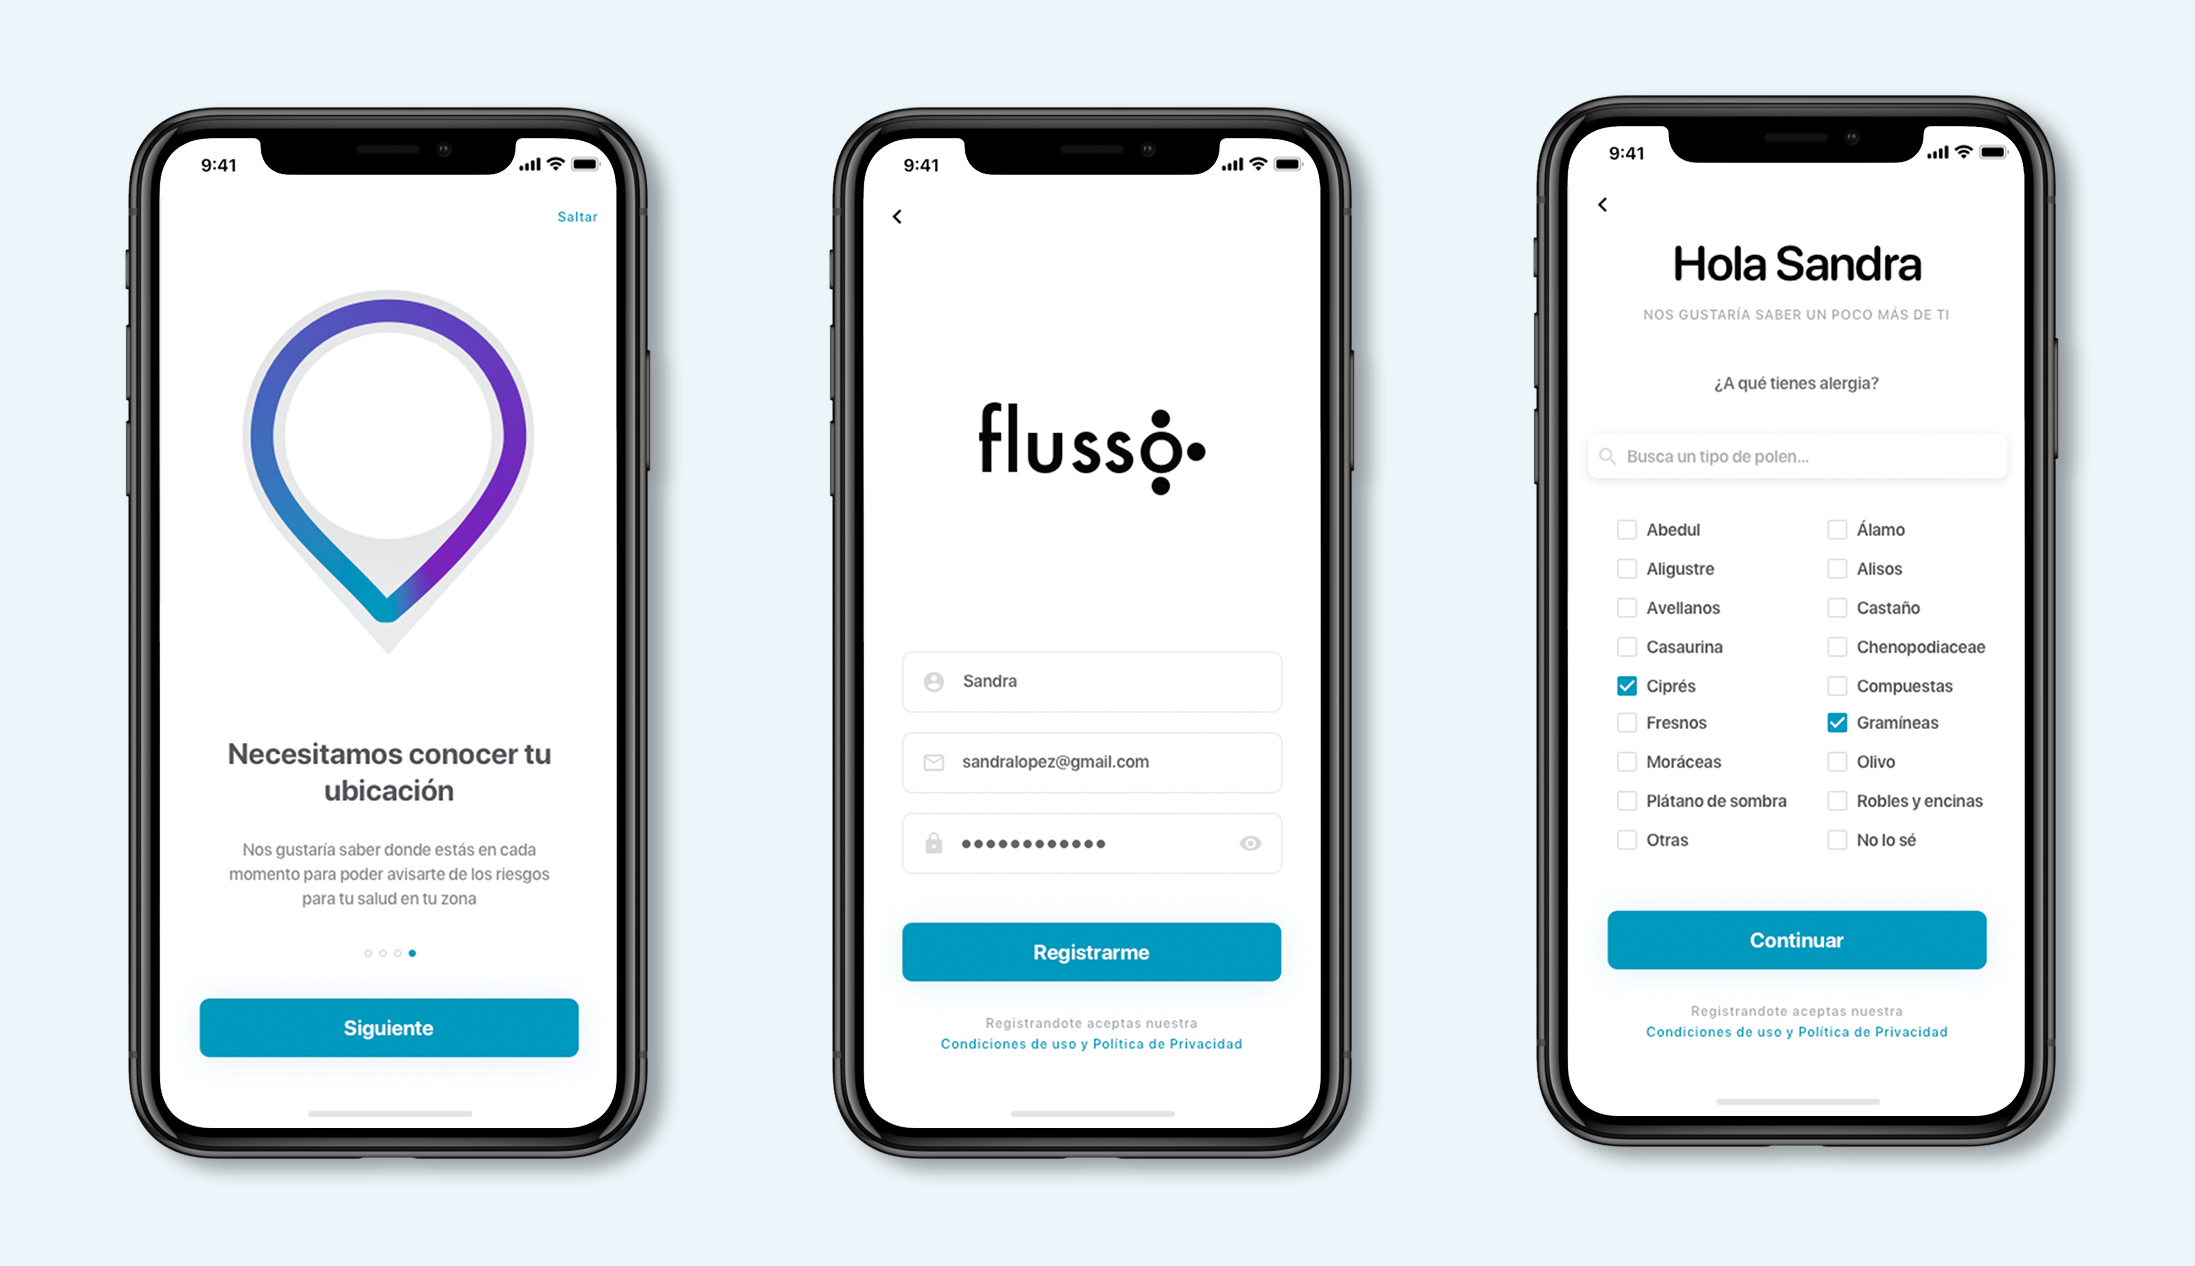 9:41
Saltar
Necesitamos conocer tu
ubicación
Nos gustaría saber donde estás en cada
momento para poder avisarte de los riesgos
para tu salud en tu zona
Siguiente
9:41
flusso
Sandra
sandralopez@gmail.com
Registrarme
Registrandote aceptas nuestra
Condiciones de uso y Política de Privacidad
9:41
Hola Sandra
NOS GUSTARÍA SABER UN POCO MÁS DE TI
¿A qué tienes alergia?
Busca un tipo de polen...
Abedul
Álamo
Aligustre
Alisos
Avellanos
Castaño
Casaurina
Chenopodiaceae
Ciprés
Compuestas
Fresnos
Gramíneas
Moráceas
Olivo
Plátano de sombra
Robles y encinas
Otras
No lo sé
Continuar
Registrandote aceptas nuestra
Condiciones de uso y Política de Privacidad